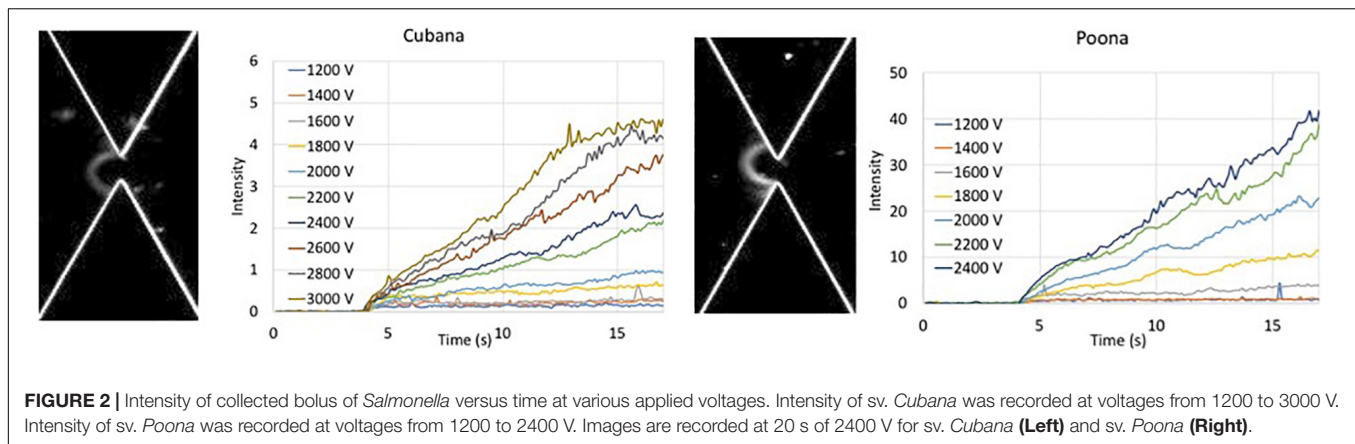 Cubana
6
5
4
3
2
1
0
Intensity
1200 V
1400 V
1600 V
1800 V
2000 V
2200 V
2400 V
2600 V
2800 V
3000 V
0
5
10
15
Time (s)
Poona
50
40
30
20
10
0
Intensity
1200 V
1400 V
1600 V
1800 V
2000 V
2200 V
2400 V
0
5
10
15
Time (s)
FIGURE 2 | Intensity of collected bolus of Salmonella versus time at various applied voltages. Intensity of sv. Cubana was recorded at voltages from 1200 to 3000 V.
Intensity of sv. Poona was recorded at voltages from 1200 to 2400 V. Images are recorded at 20 s of 2400 V for sv. Cubana (Left) and sv. Poona (Right).